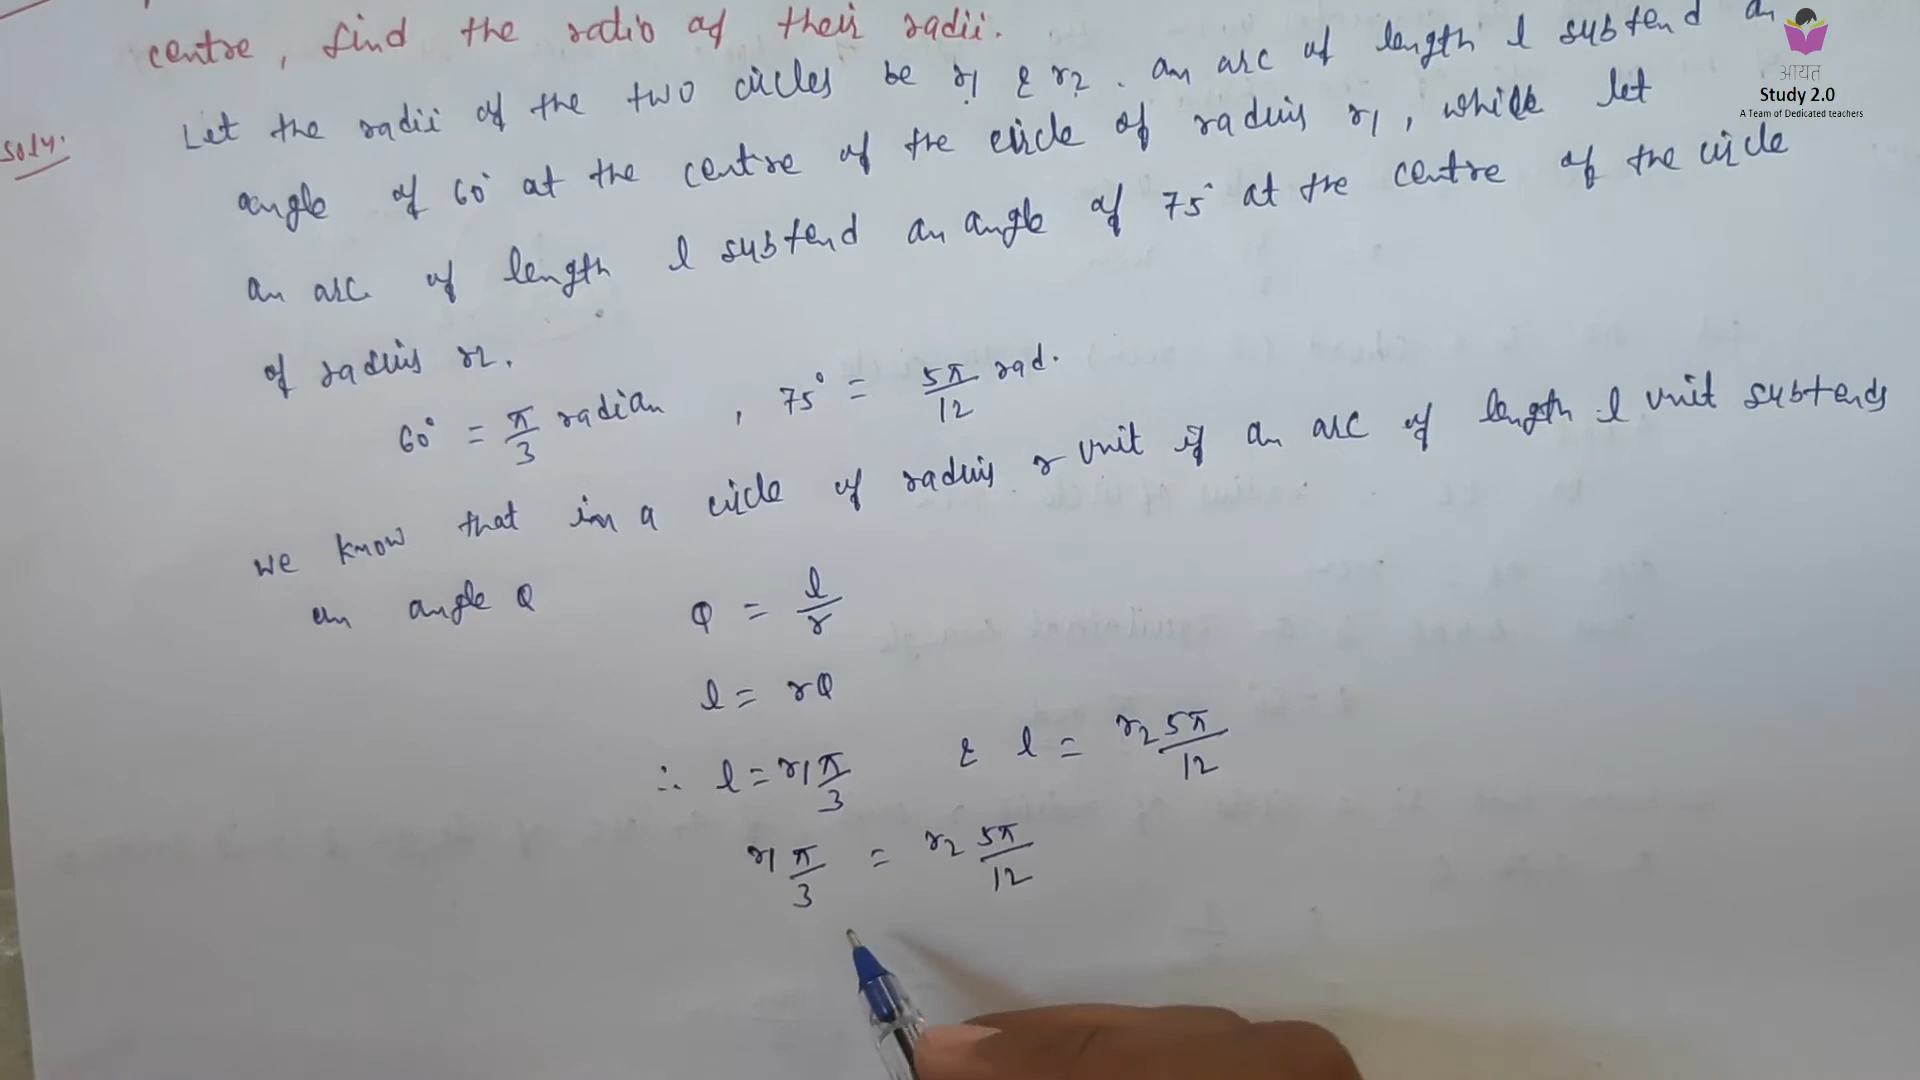 centre, find the ratio of their radii.
Soln. Let the radii of the two circles be r1 & r2. an arc of length l subtend an
angle of 60° at the centre of the circle of radius r1, while let
an arc of length l subtend an angle of 75° at the centre of the circle
of radius r2.
60° = π/3 radian , 75° = 5π/12 rad.
we know that in a circle of radius r unit if an arc of length l unit subtends
an angle θ θ = l/r
l = rθ
∴ l = r1 π/3 & l = r2 5π/12
r1 π/3 = r2 5π/12
आयत
Study 2.0
A Team of Dedicated teachers